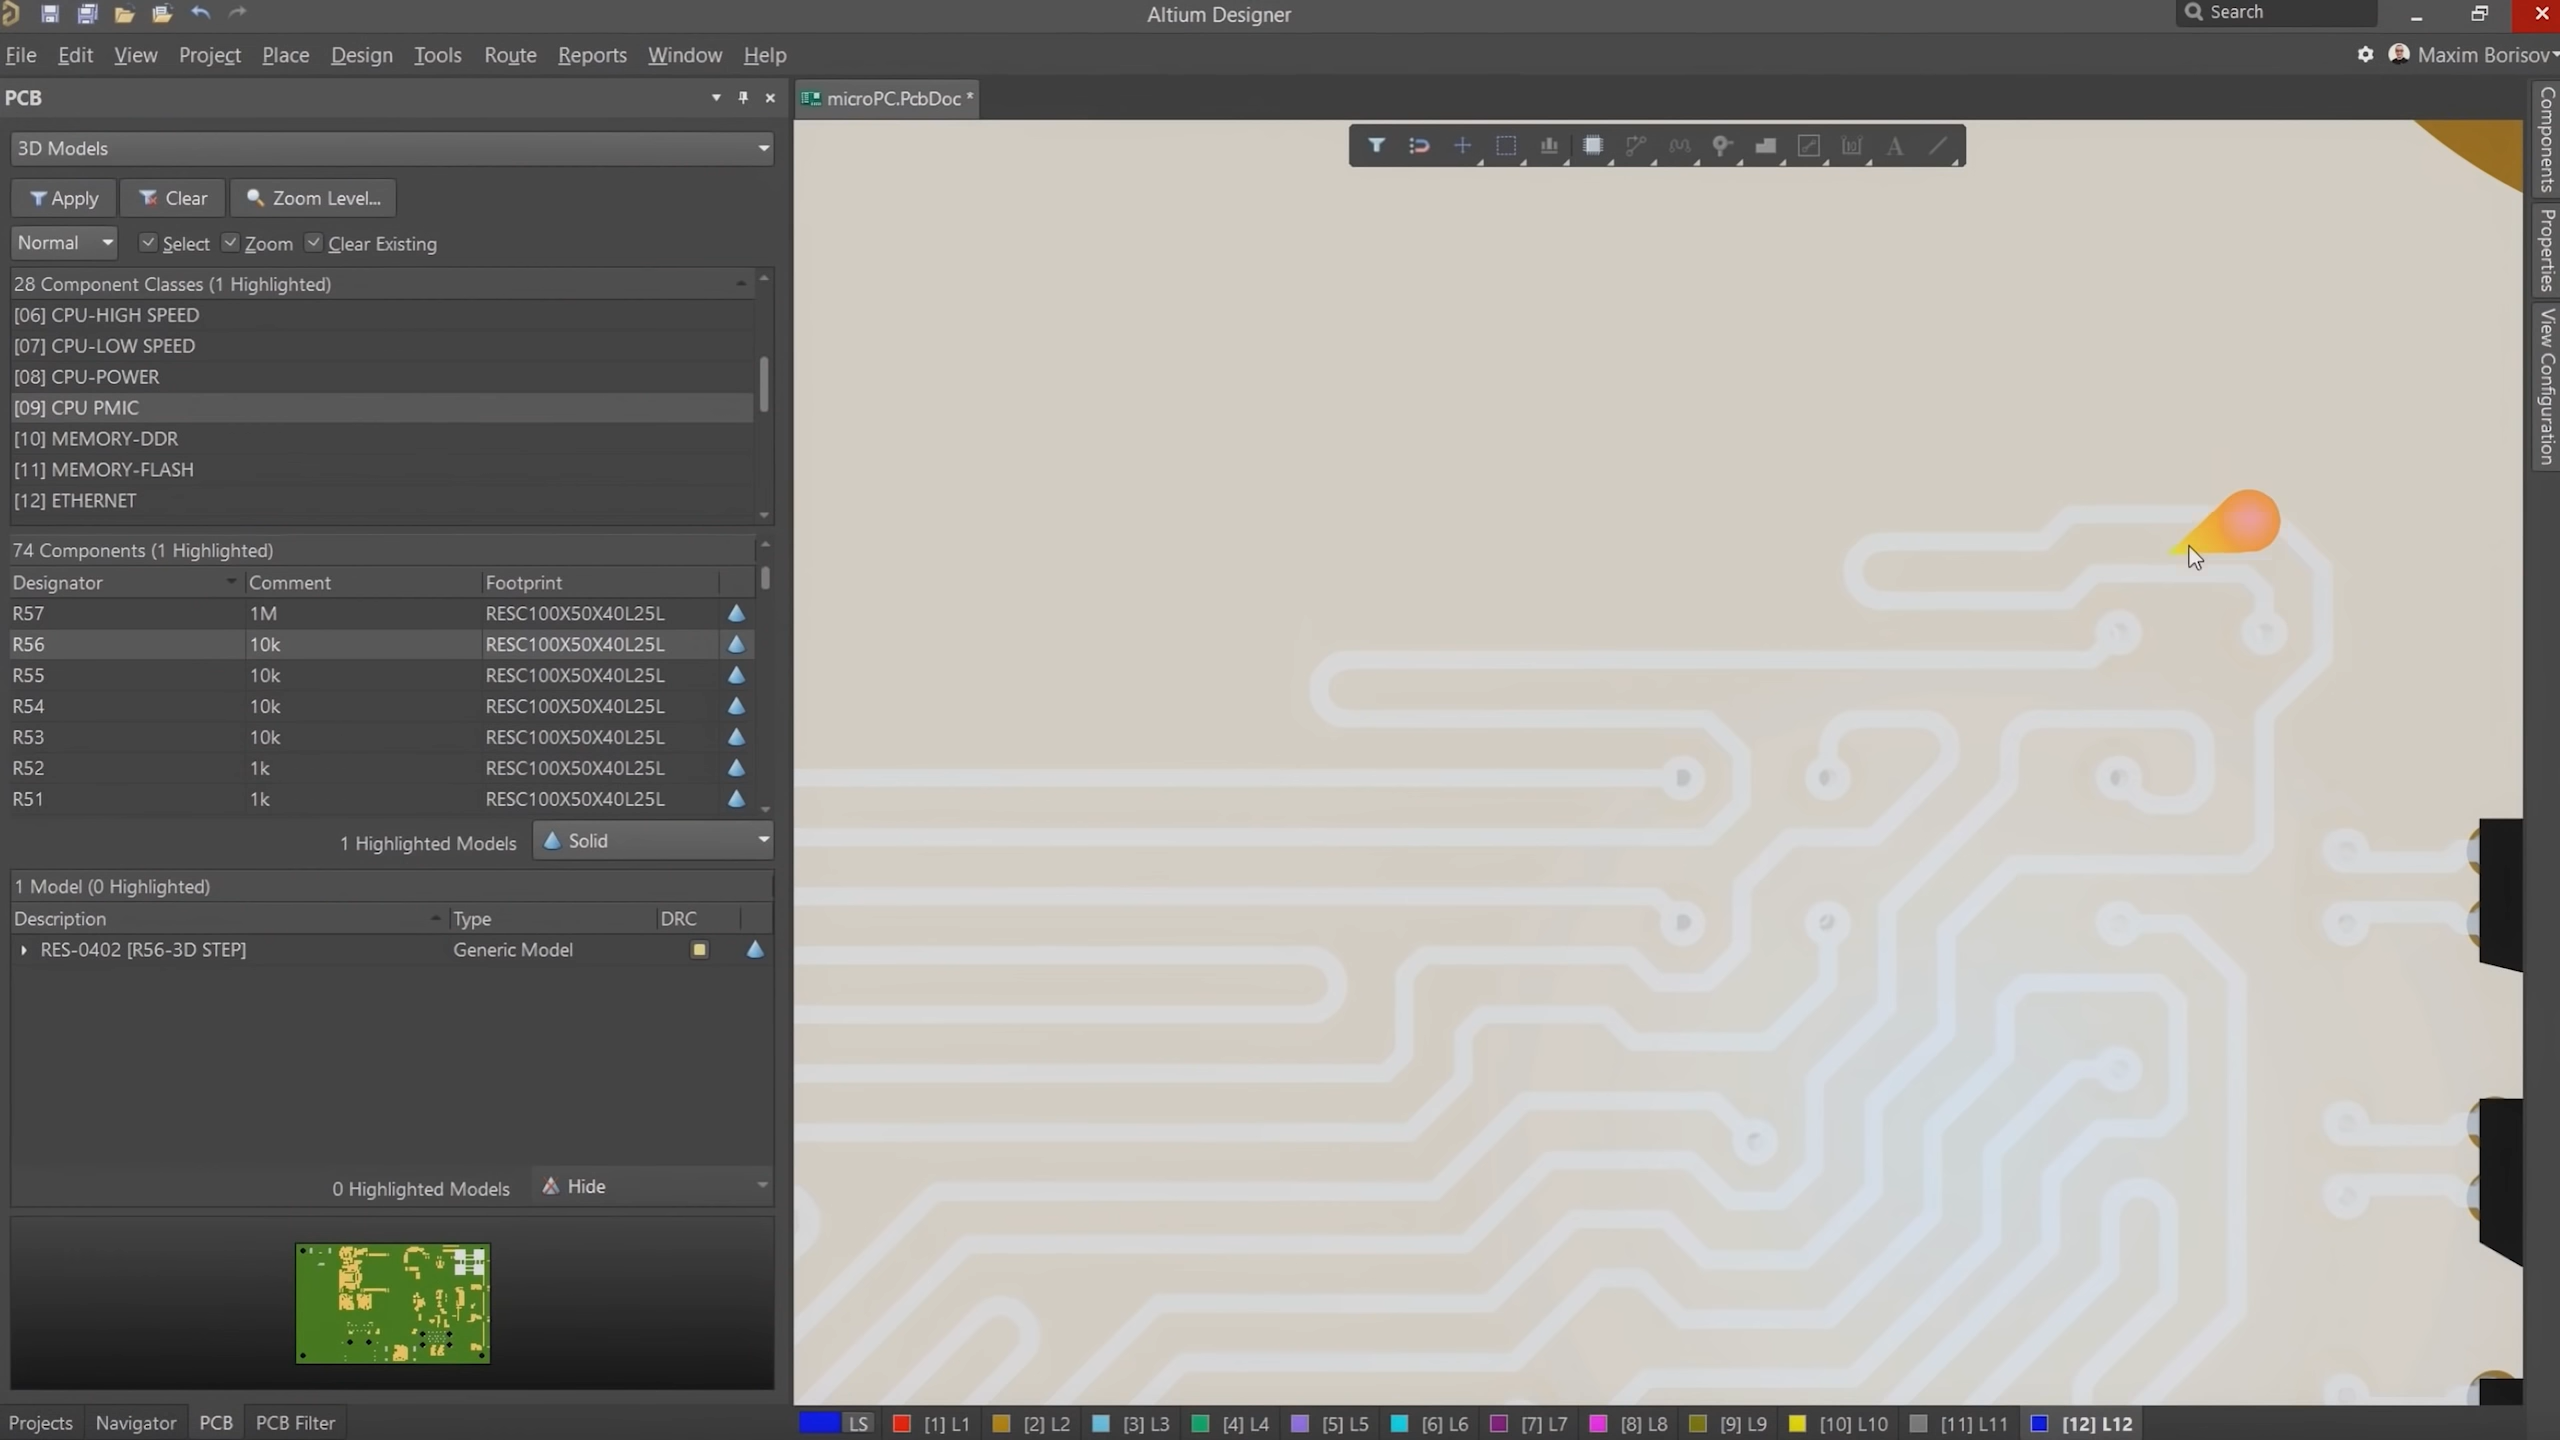 Altium Designer
Search
File Edit View Project Place Design Tools Route Reports Window Help
Maxim Borisov
PCB
microPC.PcbDoc *
3D Models
Apply Clear Zoom Level...
Normal Select Zoom Clear Existing
28 Component Classes (1 Highlighted)
[06] CPU-HIGH SPEED
[07] CPU-LOW SPEED
[08] CPU-POWER
[09] CPU PMIC
[10] MEMORY-DDR
[11] MEMORY-FLASH
[12] ETHERNET
74 Components (1 Highlighted)
Designator Comment Footprint
R57 1M RESC100X50X40L25L
R56 10k RESC100X50X40L25L
R55 10k RESC100X50X40L25L
R54 10k RESC100X50X40L25L
R53 10k RESC100X50X40L25L
R52 1k RESC100X50X40L25L
R51 1k RESC100X50X40L25L
1 Highlighted Models Solid
1 Model (0 Highlighted)
Description Type DRC
RES-0402 [R56-3D STEP] Generic Model
0 Highlighted Models Hide
Projects Navigator PCB PCB Filter
LS [1] L1 [2] L2 [3] L3 [4] L4 [5] L5 [6] L6 [7] L7 [8] L8 [9] L9 [10] L10 [11] L11 [12] L12
Components
Properties
View Configuration